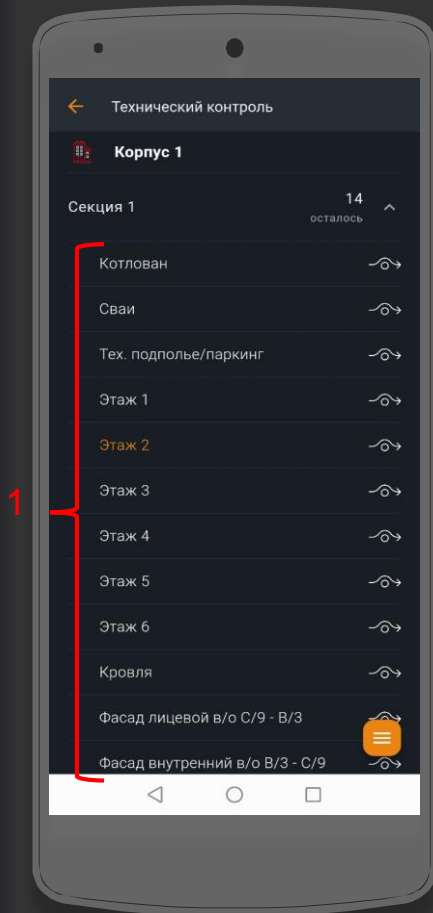 Технический контроль
Корпус 1
Секция 1
14
осталось
Котлован
Сваи
Тех. подполье/паркинг
Этаж 1
Этаж 2
1
Этаж 3
Этаж 4
Этаж 5
Этаж 6
Кровля
Фасад лицевой в/о С/9 - В/3
Фасад внутренний в/о В/3 - С/9